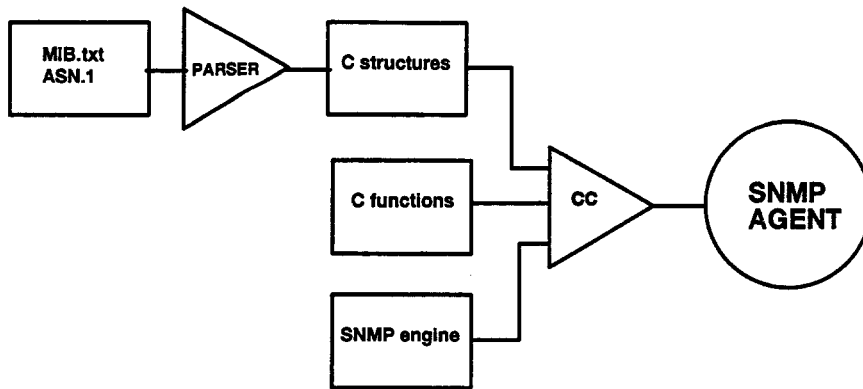 MIB.txt
ASN.1
PARSER
C structures
C functions
CC
SNMP
AGENT
SNMP engine